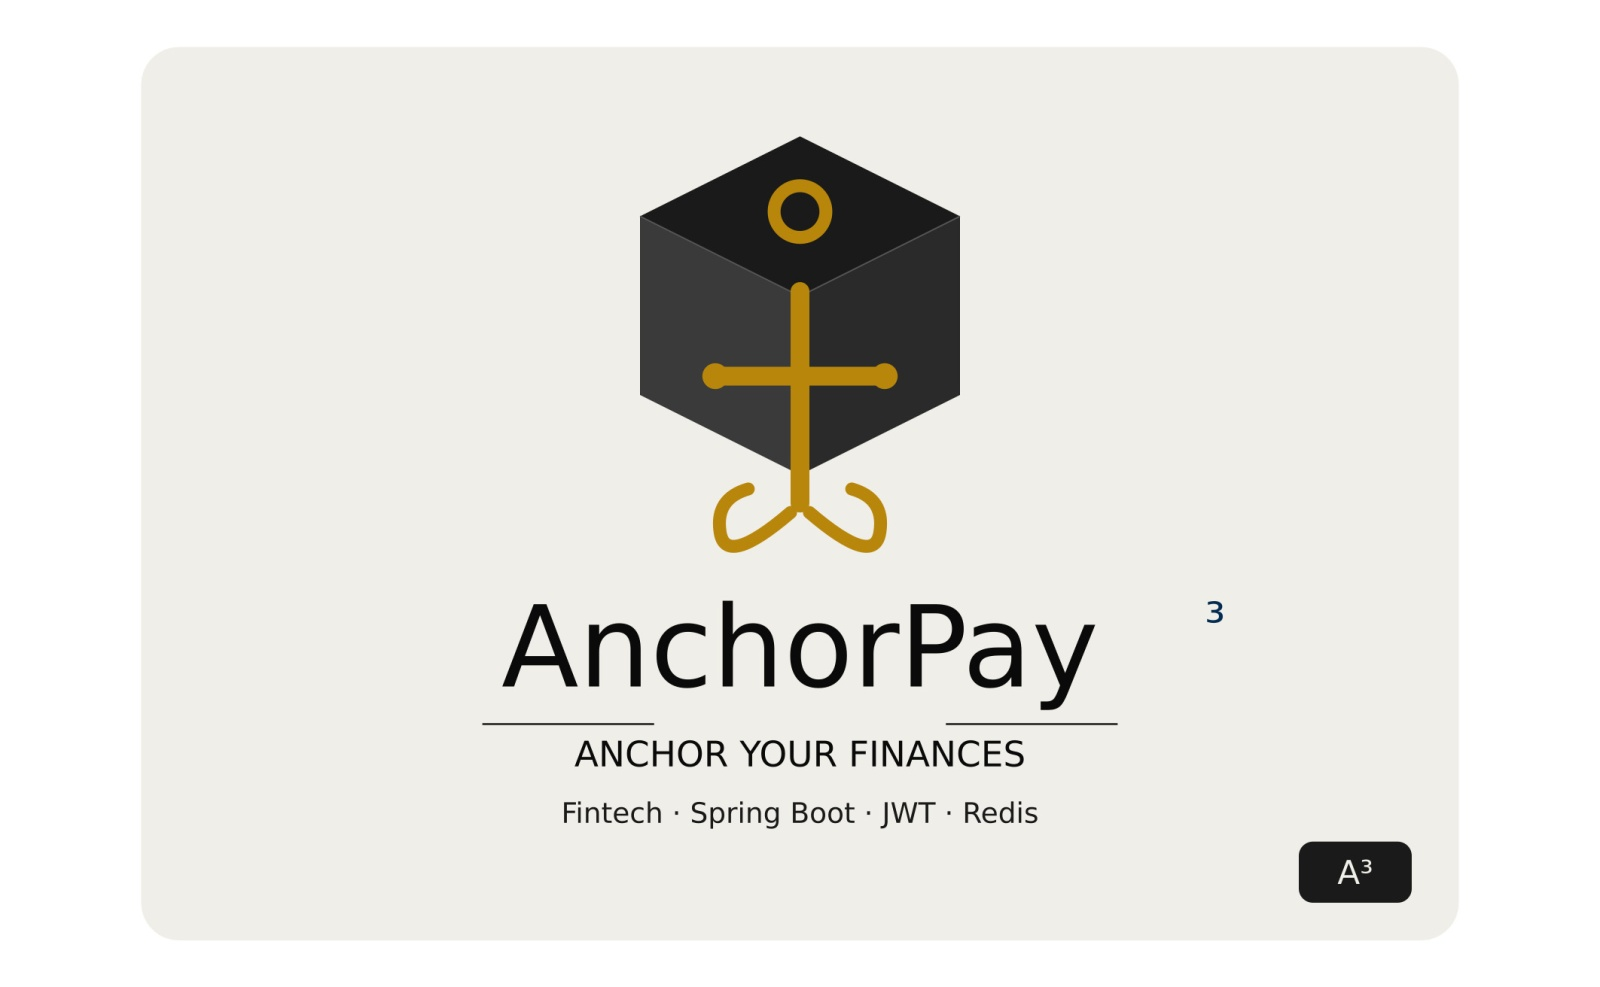 AnchorPay ³
ANCHOR YOUR FINANCES
Fintech · Spring Boot · JWT · Redis
A³